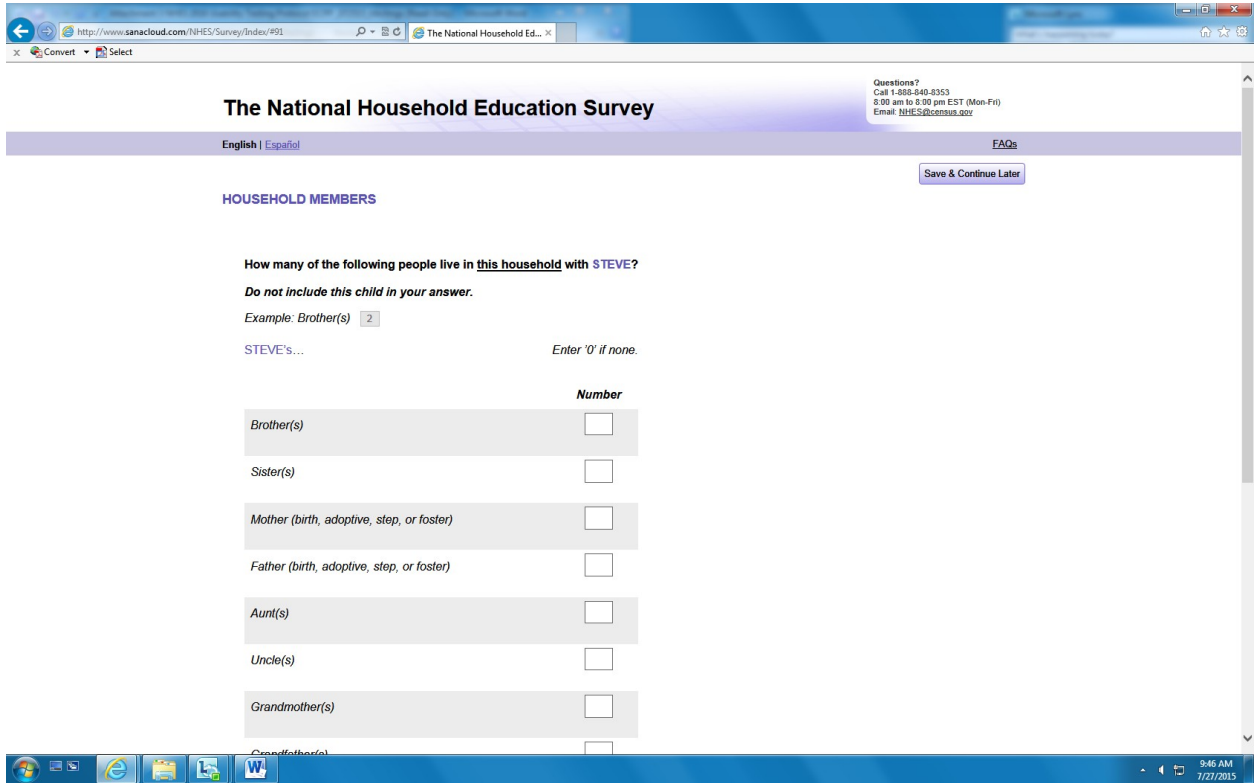 http://www.sanacloud.com/NHES/Survey/Index/#91
The National Household Ed... ×
x Convert Select
Questions?
Call 1-888-840-8353
8:00 am to 8:00 pm EST (Mon-Fri)
Email: NHES@census.gov
The National Household Education Survey
English | Español FAQs
Save & Continue Later
HOUSEHOLD MEMBERS
How many of the following people live in this household with STEVE?
Do not include this child in your answer.
Example: Brother(s) 2
STEVE's... Enter '0' if none.
Number
Brother(s)
Sister(s)
Mother (birth, adoptive, step, or foster)
Father (birth, adoptive, step, or foster)
Aunt(s)
Uncle(s)
Grandmother(s)
Grandfather(s)
9:46 AM
7/27/2015